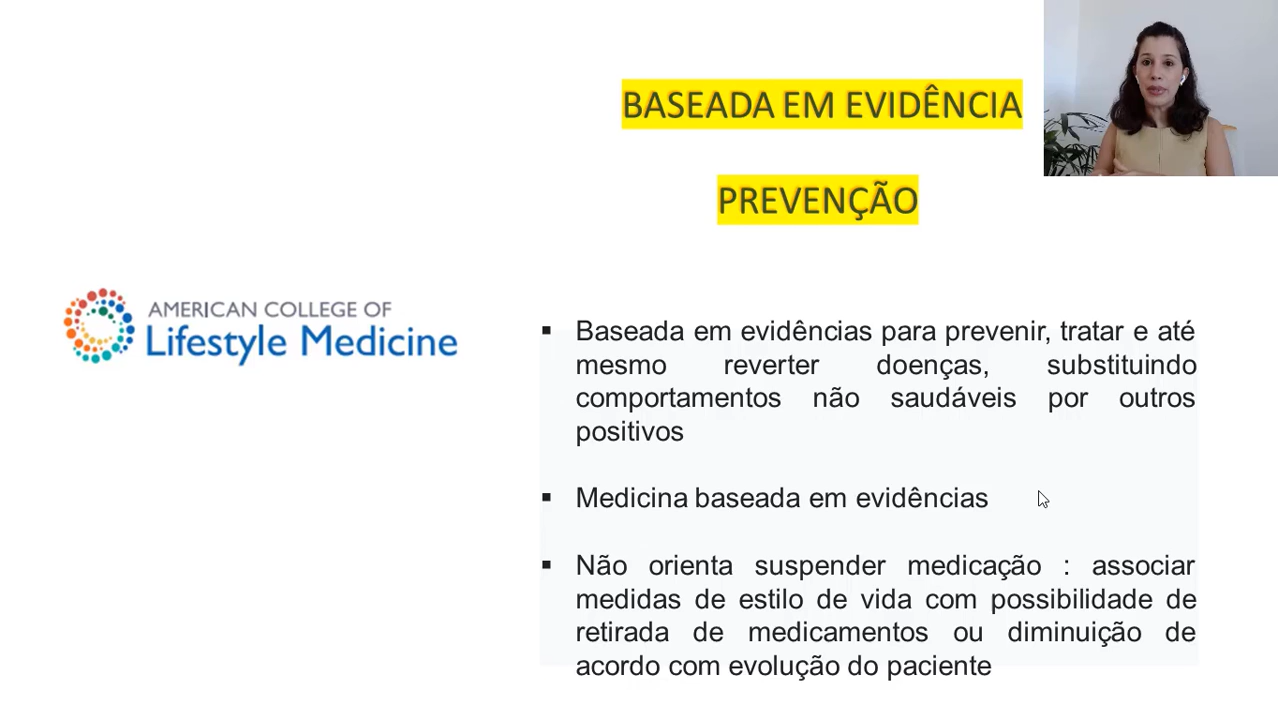 BASEADA EM EVIDÊNCIA
PREVENÇÃO
AMERICAN COLLEGE OF
Lifestyle Medicine
▪ Baseada em evidências para prevenir, tratar e até
mesmo reverter doenças, substituindo
comportamentos não saudáveis por outros
positivos
▪ Medicina baseada em evidências
▪ Não orienta suspender medicação : associar
medidas de estilo de vida com possibilidade de
retirada de medicamentos ou diminuição de
acordo com evolução do paciente